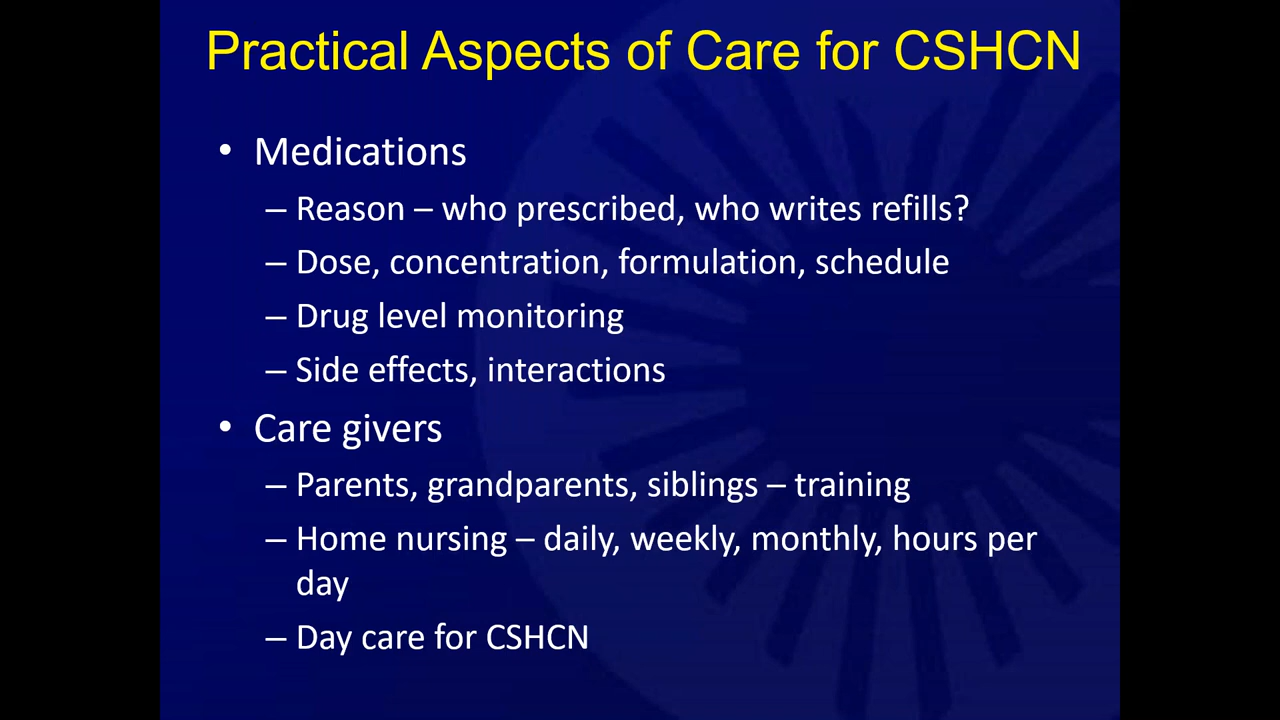 Practical Aspects of Care for CSHCN
• Medications
– Reason – who prescribed, who writes refills?
– Dose, concentration, formulation, schedule
– Drug level monitoring
– Side effects, interactions
• Care givers
– Parents, grandparents, siblings – training
– Home nursing – daily, weekly, monthly, hours per
day
– Day care for CSHCN